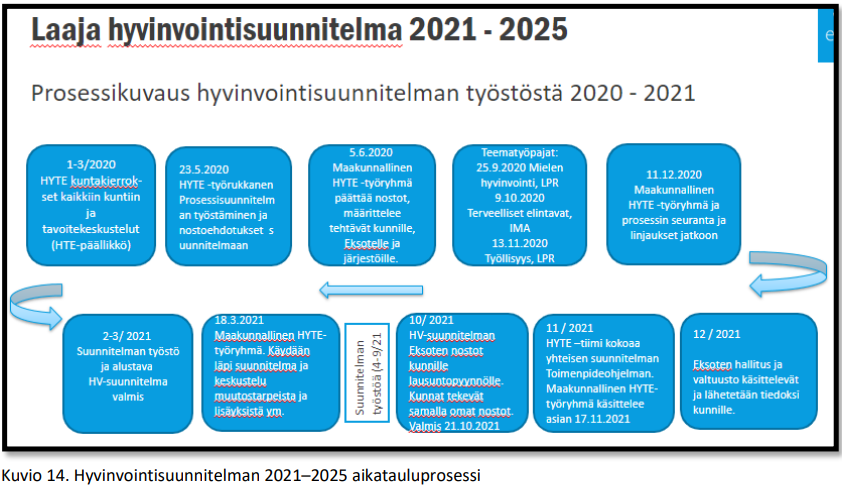 Laaja hyvinvointisuunnitelma 2021 - 2025
e
Prosessikuvaus hyvinvointisuunnitelman työstöstä 2020 - 2021
1-3/2020
HYTE kuntakierrok-
set kaikkiin kuntiin
ja
tavoitekeskustelut
(HTE-päällikkö)
23.5.2020
HYTE -työrukkanen
Prosessisuunnitelm
an työstäminen ja
nostoehdotukset s
uunnitelmaan
5.6.2020
Maakunnallinen
HYTE -työryhmä
päättää nostot,
määrittelee
tehtävät kunnille,
Eksotelle ja
järjestöille.
Teematyöpajat:
25.9.2020 Mielen
hyvinvointi, LPR
9.10.2020
Terveelliset elintavat,
IMA
13.11.2020
Työllisyys, LPR
11.12.2020
Maakunnallinen
HYTE -työryhmä ja
prosessin seuranta ja
linjaukset jatkoon
2-3/ 2021
Suunnitelman työstö
ja alustava
HV-suunnitelma
valmis
18.3.2021
Maakunnallinen HYTE-
työryhmä. Käydään
läpi suunnitelma ja
keskustelu
muutostarpeista ja
lisäyksistä ym.
Suunnitelman
työstöä (4-9/21
10/ 2021
HV-suunnitelman
Eksoten nostot
kunnille
lausuntopyynnölle.
Kunnat tekevät
samalla omat nostot.
Valmis 21.10.2021
11 / 2021
HYTE –tiimi kokoaa
yhteisen suunnitelman
Toimenpideohjelman.
Maakunnallinen HYTE-
työryhmä käsittelee
asian 17.11.2021
12 / 2021
Eksoten hallitus ja
valtuusto käsittelevät
ja lähetetään tiedoksi
kunnille.
Kuvio 14. Hyvinvointisuunnitelman 2021–2025 aikatauluprosessi